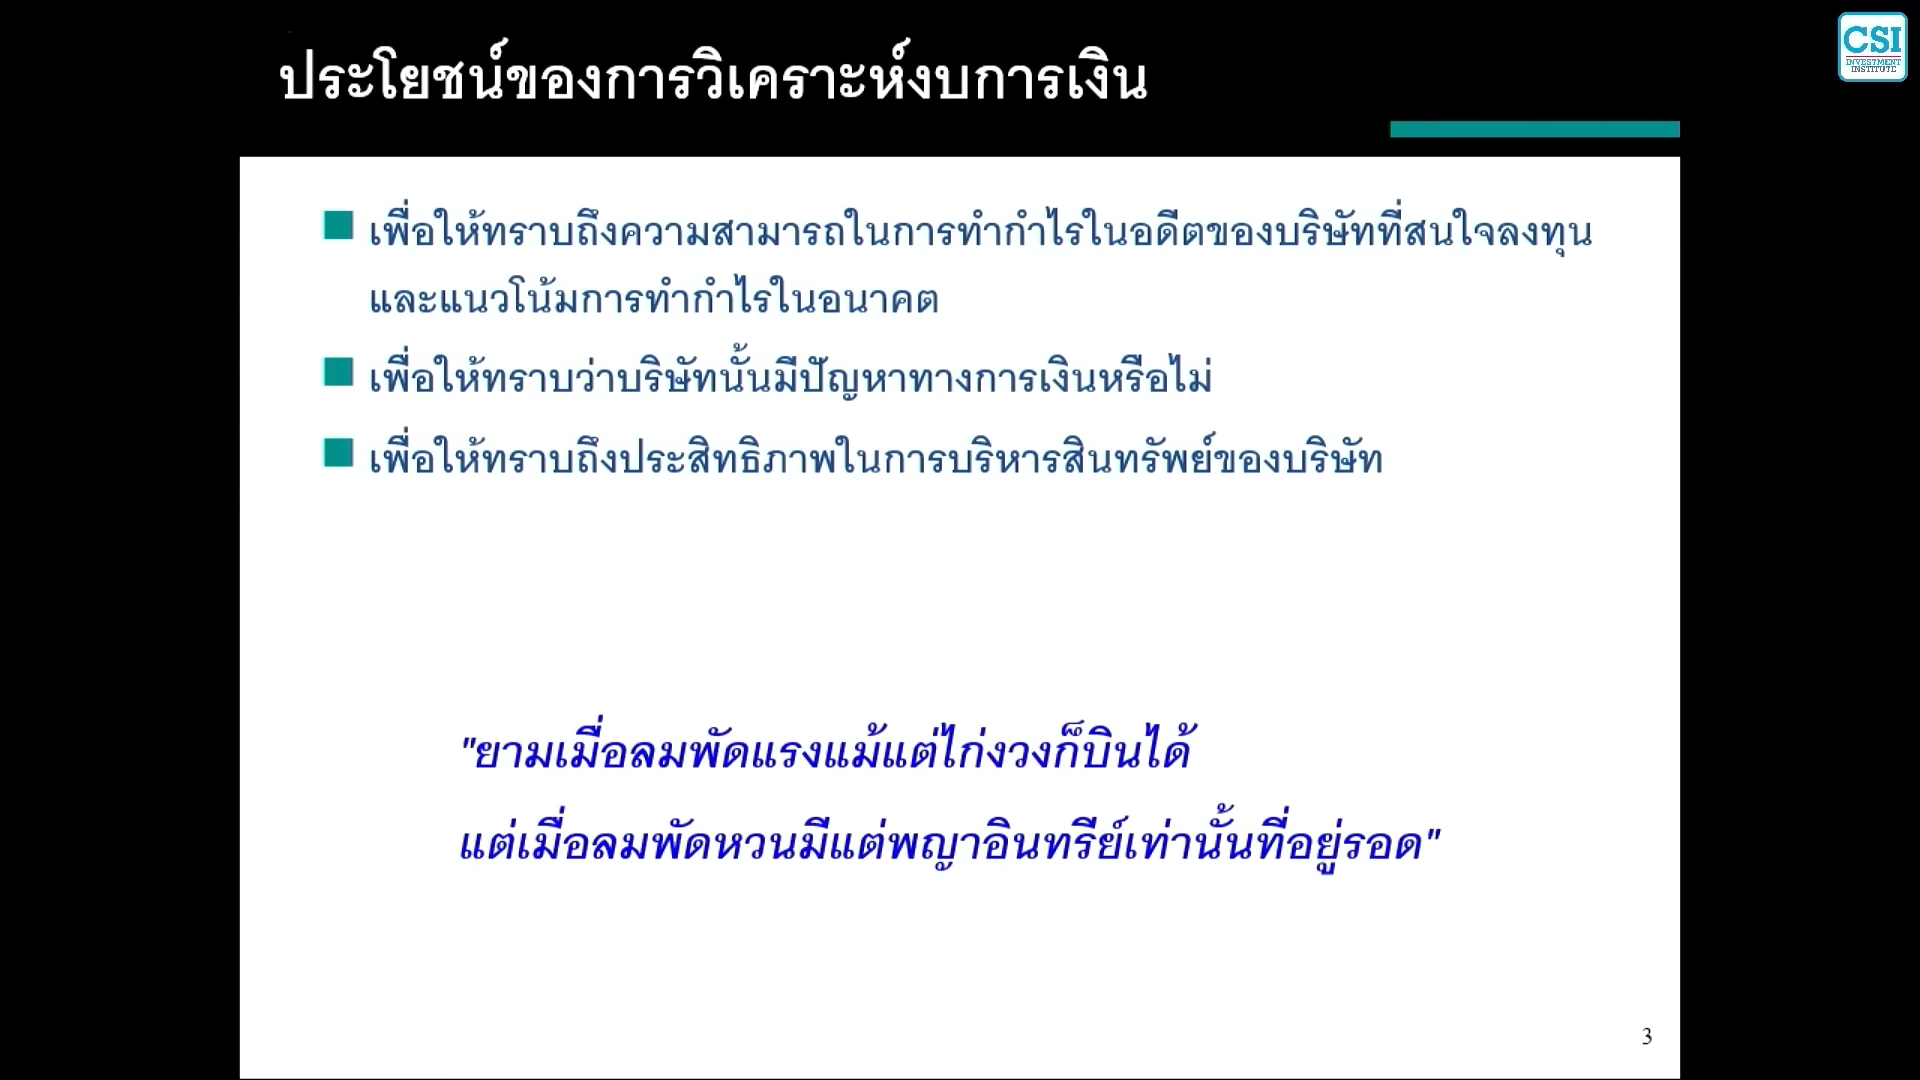 ประโยชน์ของการวิเคราะห์งบการเงิน
CSI
INVESTMENT
INSTITUTE
เพื่อให้ทราบถึงความสามารถในการทำกำไรในอดีตของบริษัทที่สนใจลงทุน
และแนวโน้มการทำกำไรในอนาคต
เพื่อให้ทราบว่าบริษัทนั้นมีปัญหาทางการเงินหรือไม่
เพื่อให้ทราบถึงประสิทธิภาพในการบริหารสินทรัพย์ของบริษัท
"ยามเมื่อลมพัดแรงแม้แต่ไก่งวงก็บินได้
แต่เมื่อลมพัดหวนมีแต่พญาอินทรีย์เท่านั้นที่อยู่รอด"
3